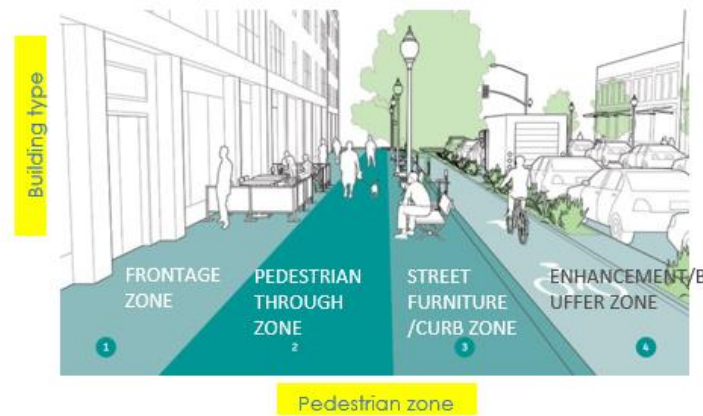 Building type
FRONTAGE
ZONE
1
PEDESTRIAN
THROUGH
ZONE
2
STREET
FURNITURE
/CURB ZONE
3
ENHANCEMENT/B
UFFER ZONE
4
Pedestrian zone